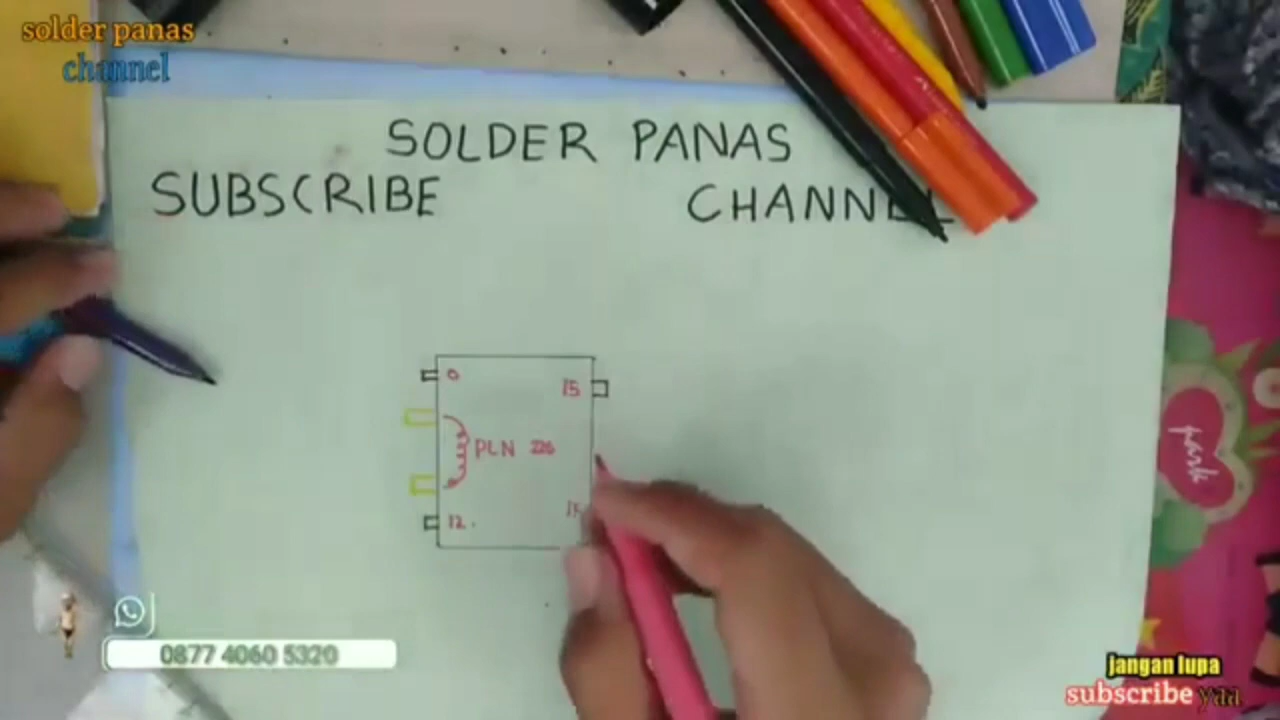 solder panas
channel
SOLDER PANAS
SUBSCRIBE
CHANNEL
0
15
PLN 220
12
park
0877 4060 5320
jangan lupa
subscribe yaa